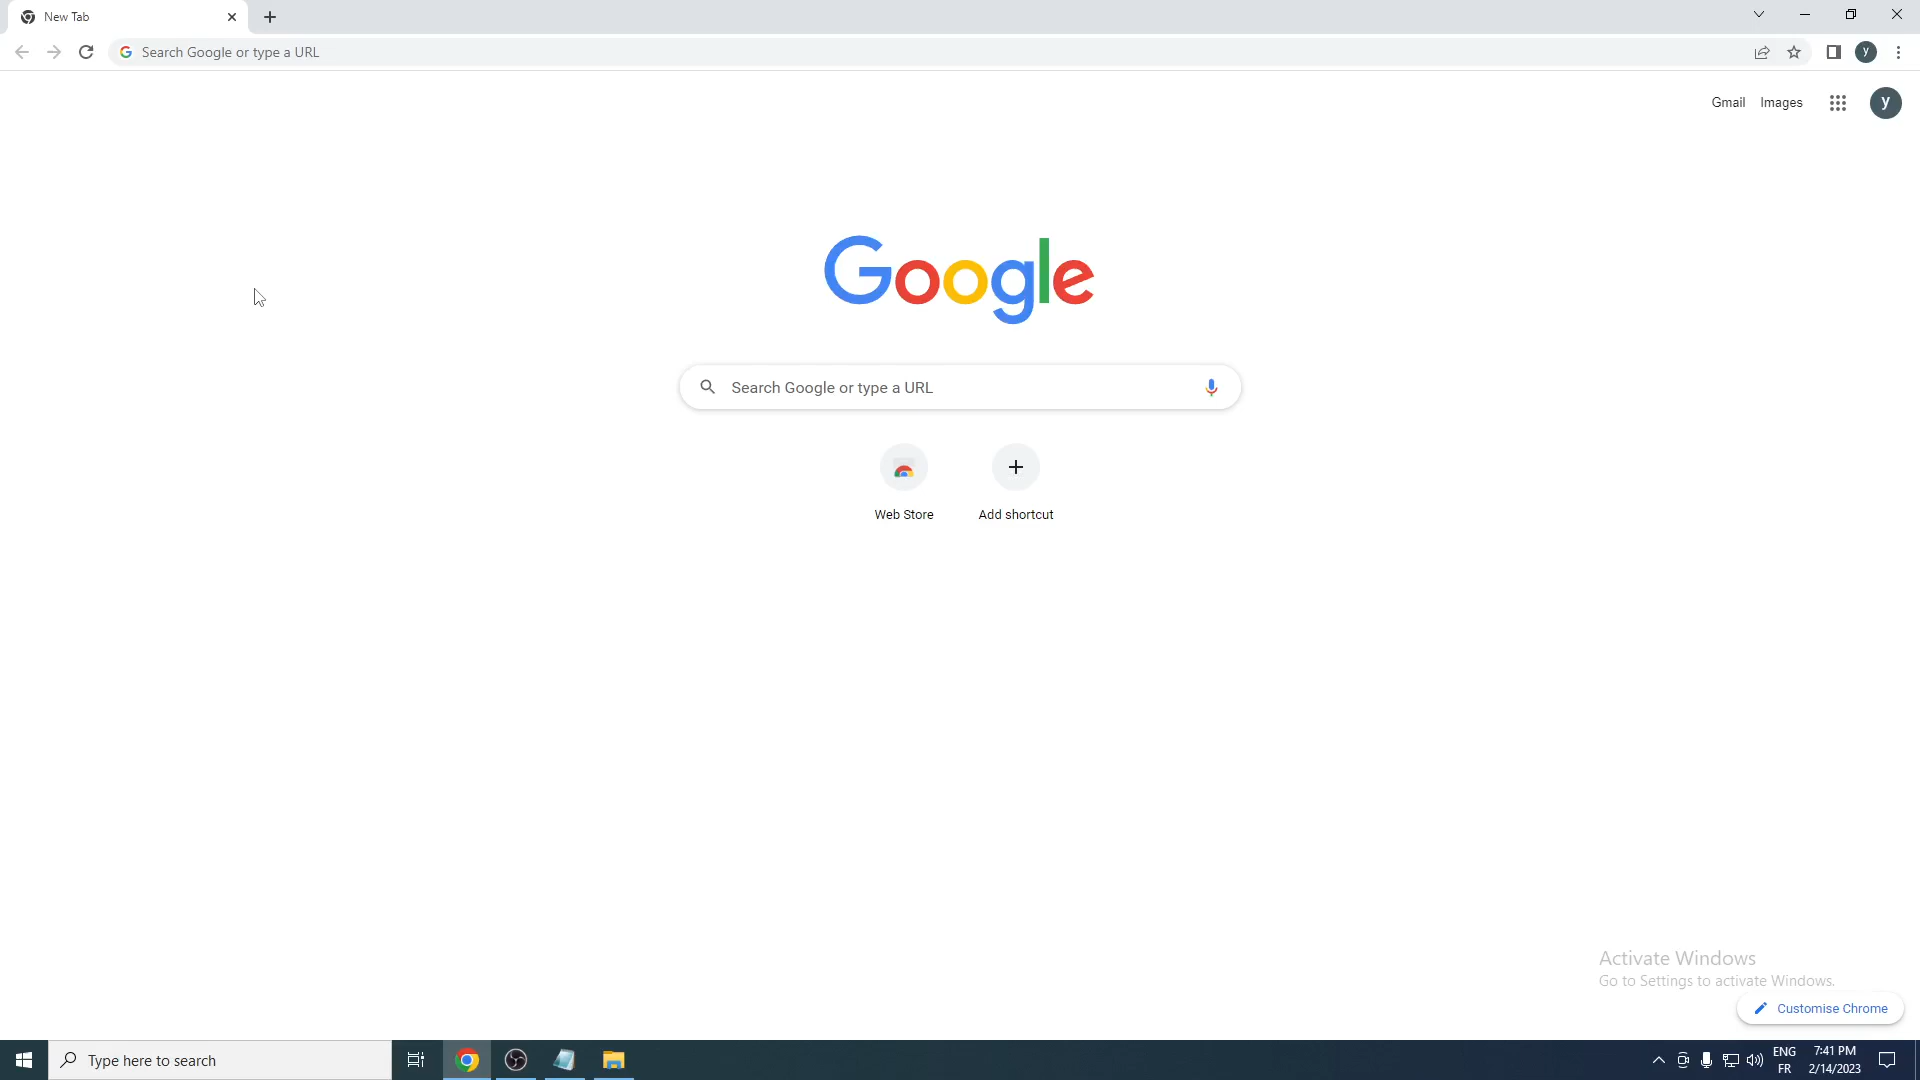 New Tab
Search Google or type a URL
y
Gmail Images
y
Google
Search Google or type a URL
Web Store
Add shortcut
Activate Windows
Go to Settings to activate Windows.
Customise Chrome
Type here to search
ENG
FR
7:41 PM
2/14/2023